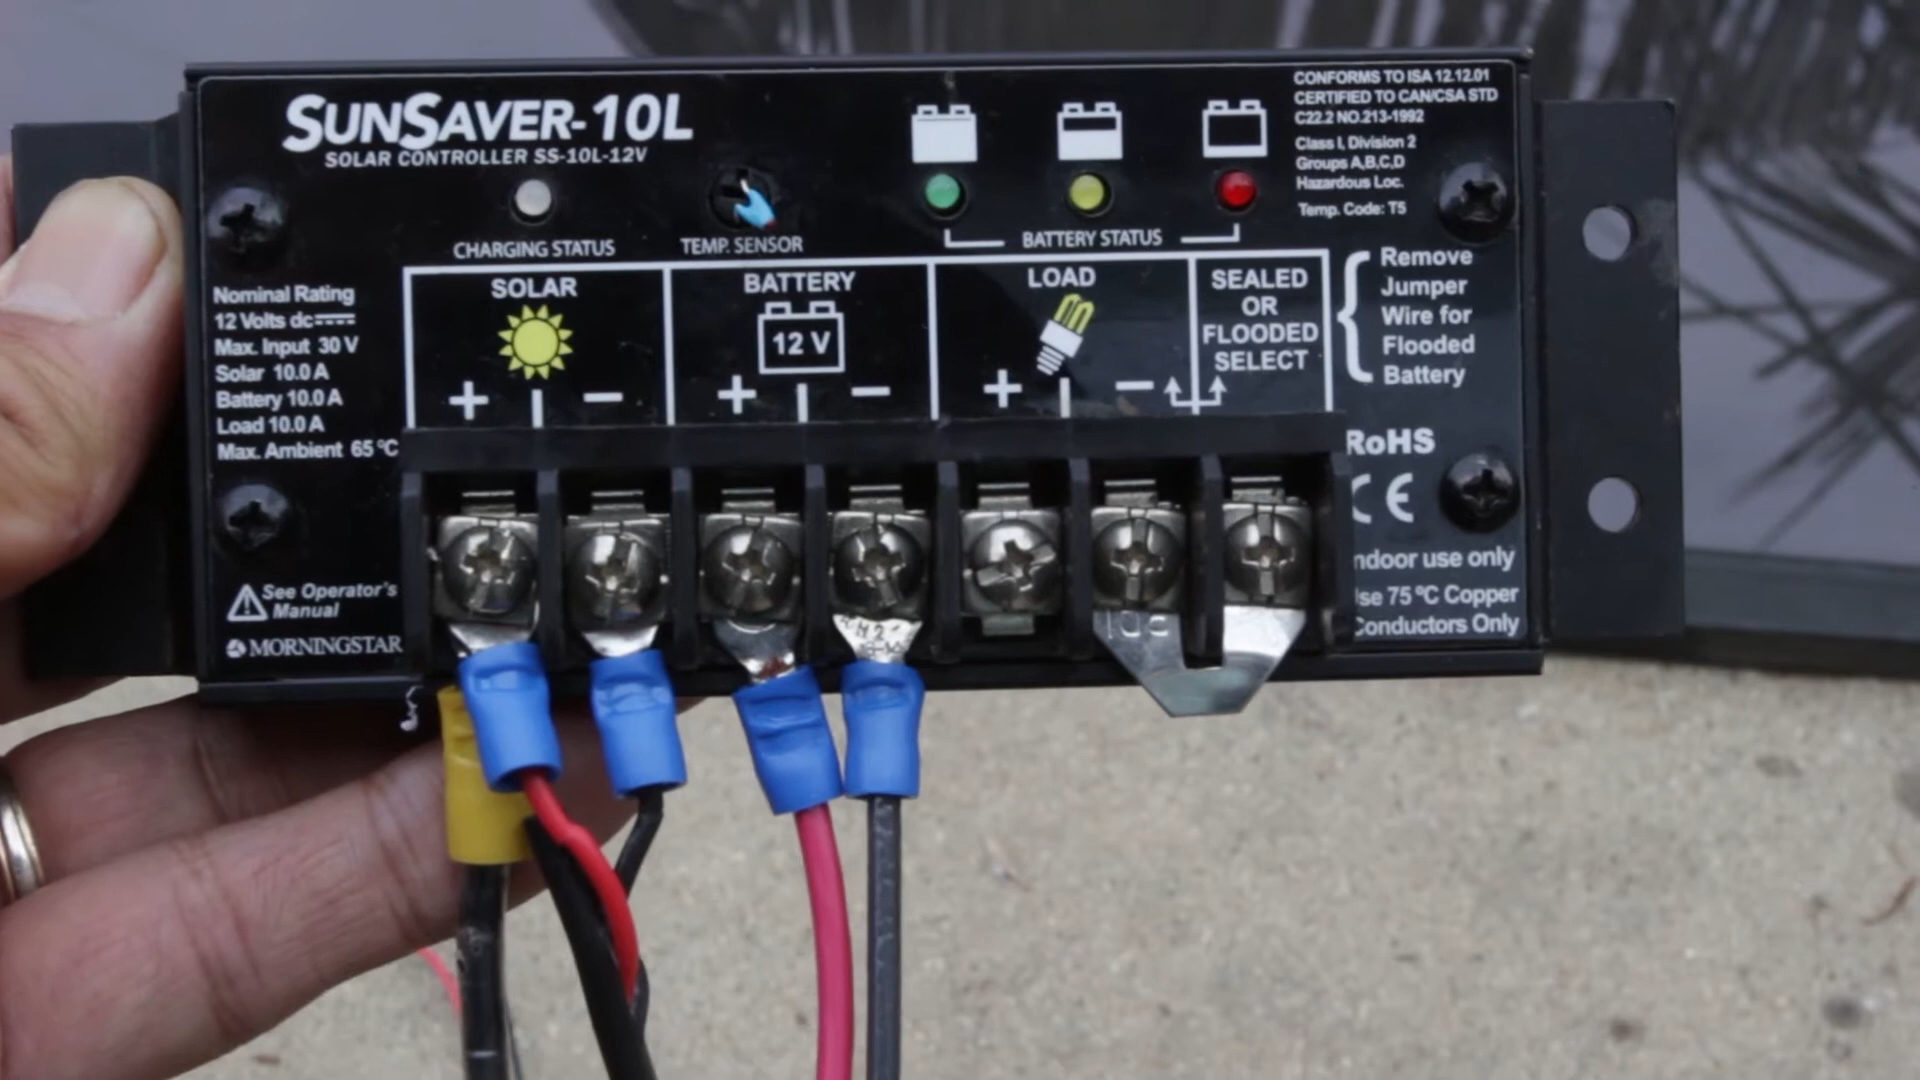 SUNSAVER-10L
SOLAR CONTROLLER SS-10L-12V
CHARGING STATUS
TEMP. SENSOR
BATTERY STATUS
CONFORMS TO ISA 12.12.01
CERTIFIED TO CAN/CSA STD
C22.2 NO.213-1992
Class I, Division 2
Groups A,B,C,D
Hazardous Loc.
Temp. Code: T5
Nominal Rating
12 Volts dc
Max. Input 30 V
Solar 10.0 A
Battery 10.0 A
Load 10.0 A
Max. Ambient 65 °C
See Operator's
Manual
MORNINGSTAR
SOLAR
+ −
BATTERY
12 V
+ −
LOAD
+ −
SEALED
OR
FLOODED
SELECT
Remove
Jumper
Wire for
Flooded
Battery
RoHS
CE
ndoor use only
se 75 °C Copper
Conductors Only